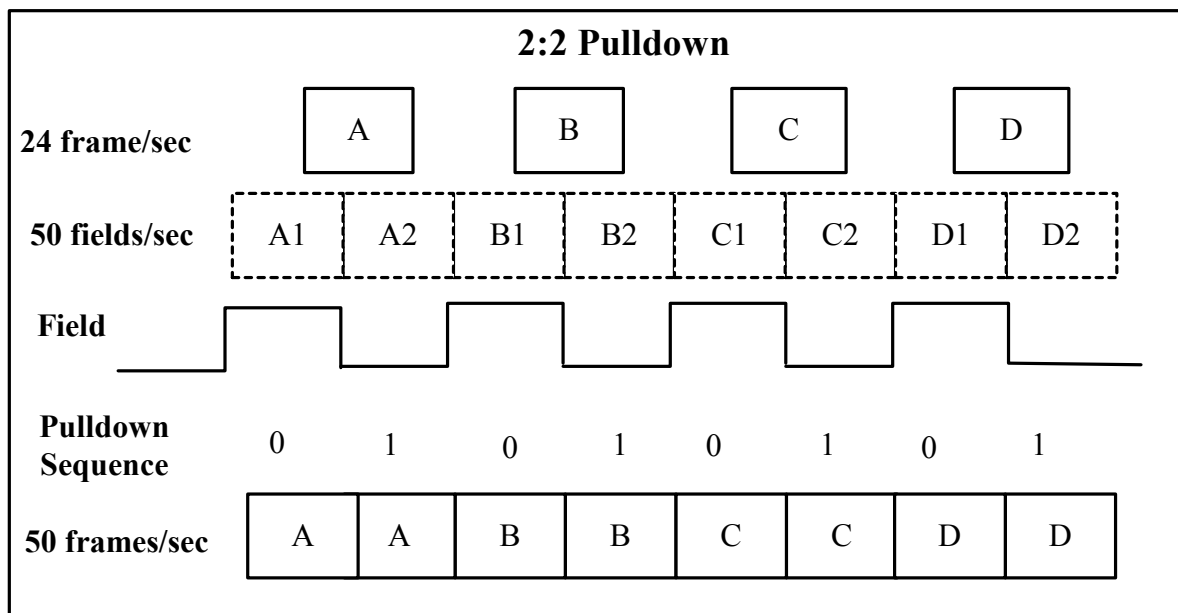 2:2 Pulldown
24 frame/sec
A B C D
50 fields/sec
A1 A2 B1 B2 C1 C2 D1 D2
Field
Pulldown
Sequence
0 1 0 1 0 1 0 1
50 frames/sec
A A B B C C D D